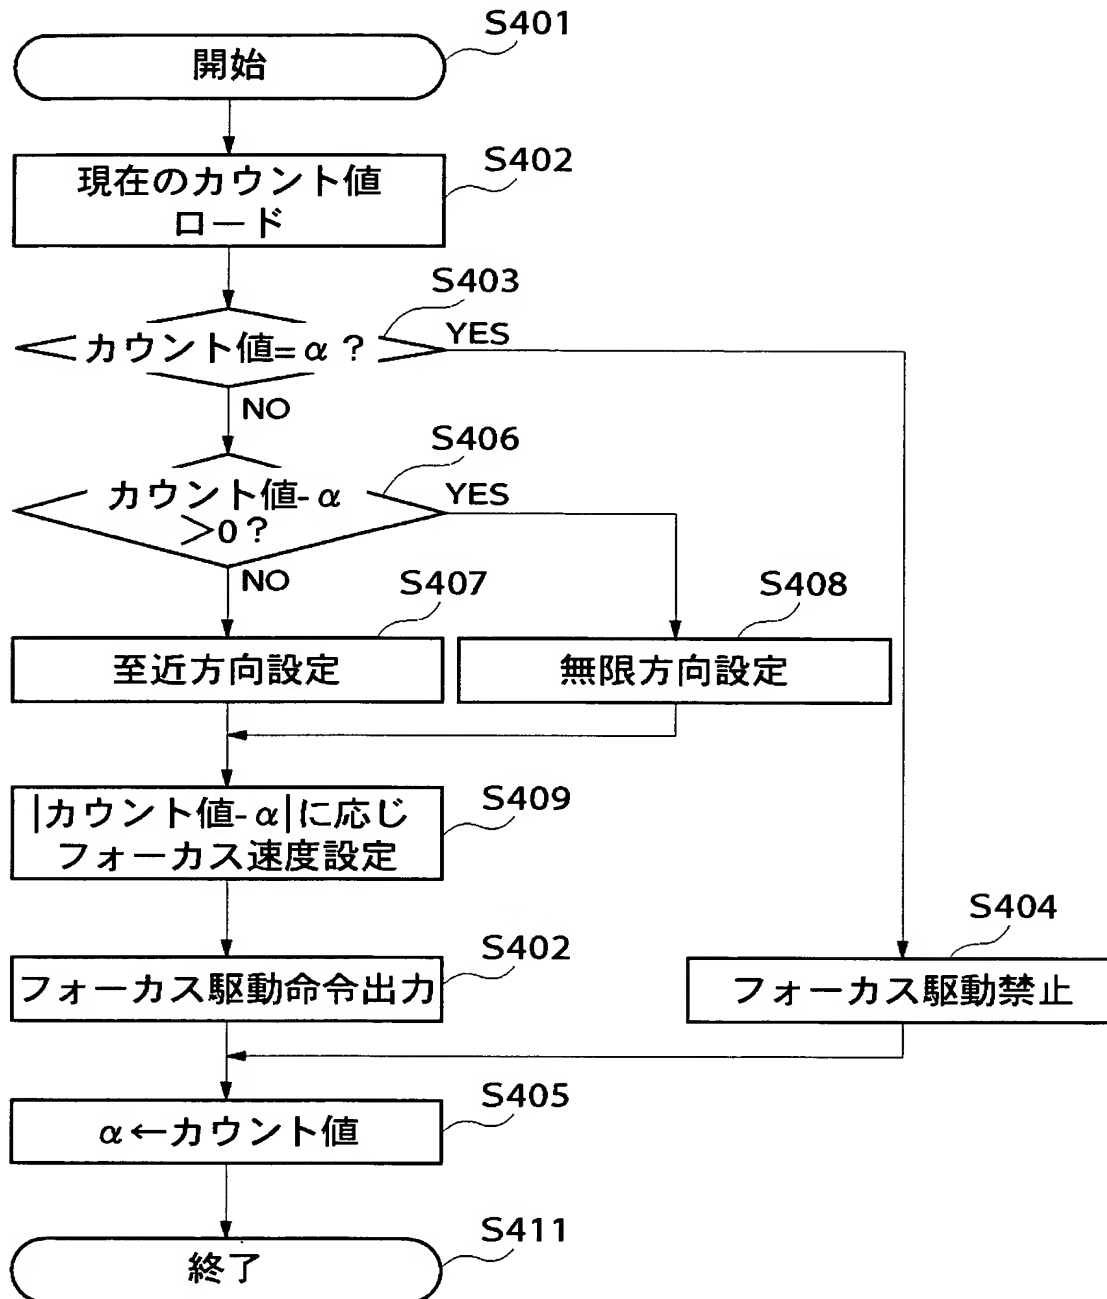 S401
開始
S402
現在のカウント値
ロード
S403
カウント値=α?
YES
NO
S406
カウント値-α
>0?
YES
NO
S407
至近方向設定
S408
無限方向設定
S409
|カウント値-α|に応じ
フォーカス速度設定
S402
フォーカス駆動命令出力
S404
フォーカス駆動禁止
S405
α←カウント値
S411
終了